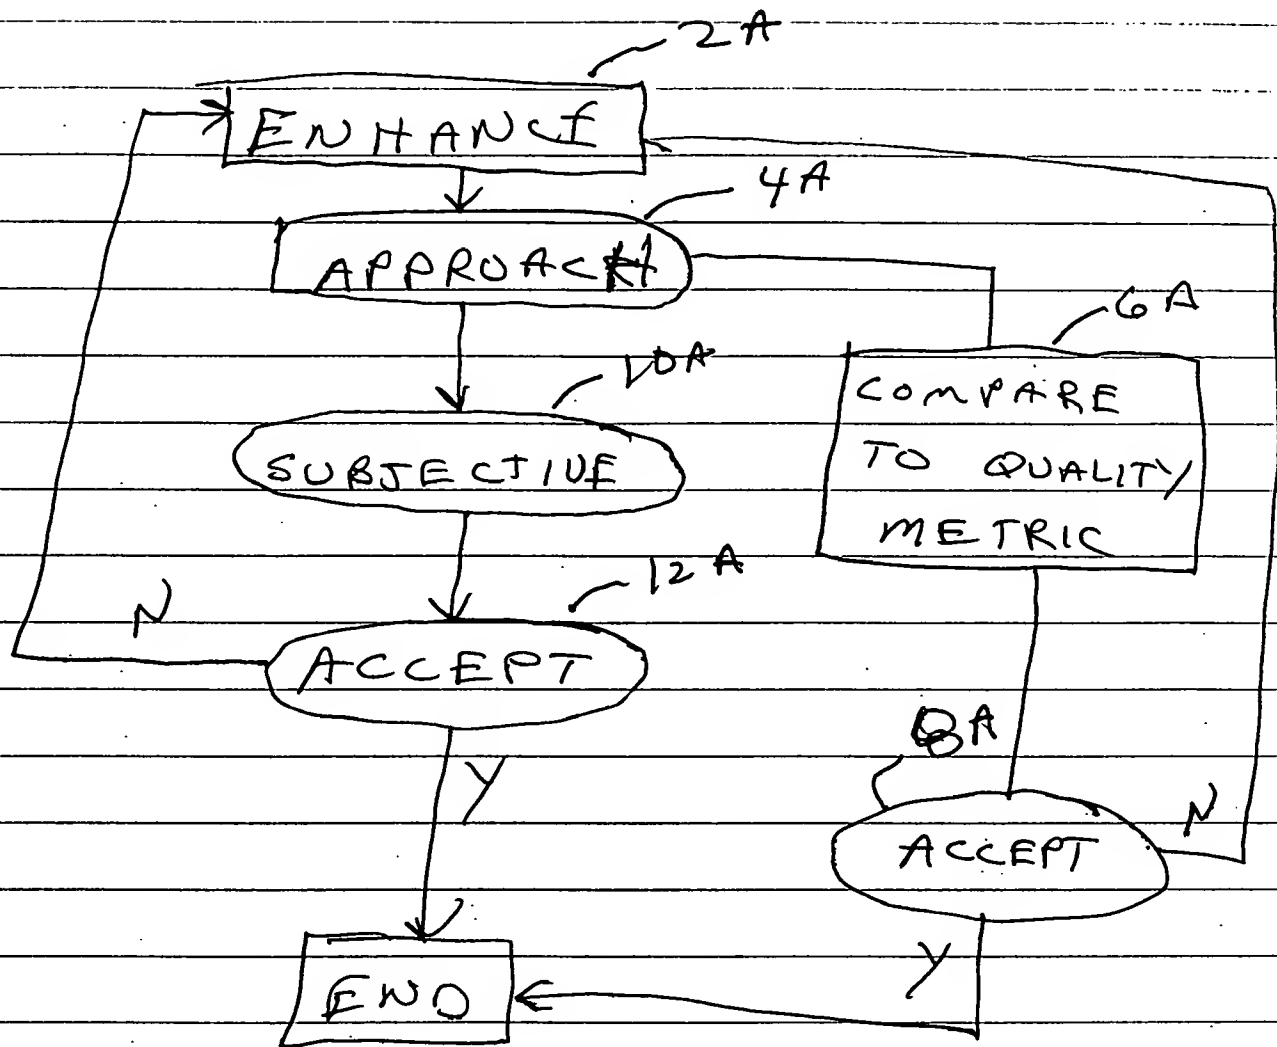 2A
ENHANCE
4A
APPROACH
6A
10A
COMPARE
TO QUALITY
METRIC
SUBJECTIVE
12A
N
ACCEPT
8A
Y
N
ACCEPT
Y
END